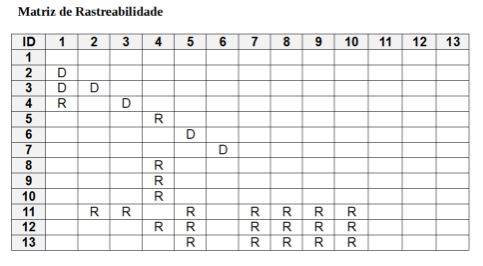 Matriz de Rastreabilidade
ID 1 2 3 4 5 6 7 8 9 10 11 12 13
1
2 D
3 D D
4 R D
5 R
6 D
7 D
8 R
9 R
10 R
11 R R R R R R R
12 R R R R R R
13 R R R R R